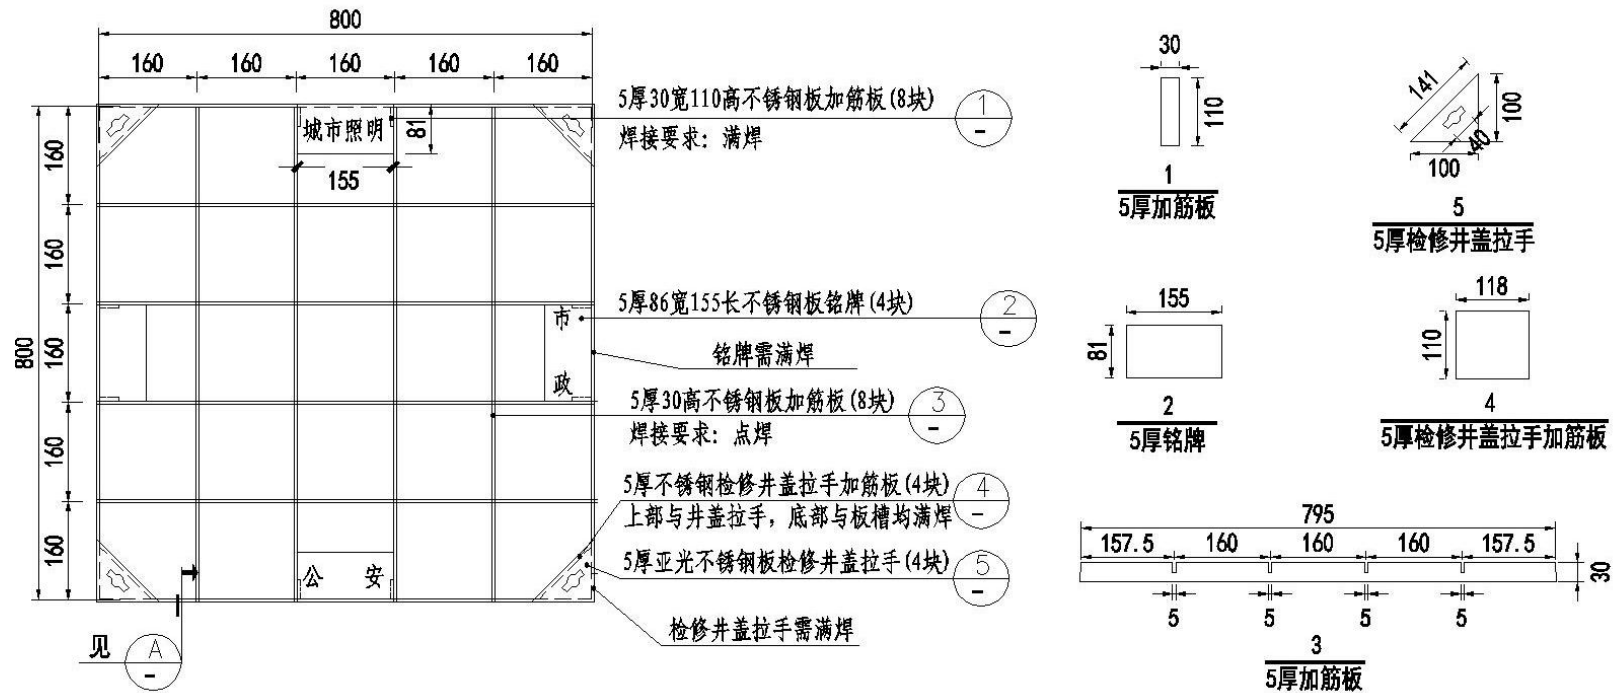 800
160 160 160 160 160
800
160
160
160
160
160
城市照明
81
155
市
政
公 安
见
A
-
5厚30宽110高不锈钢板加筋板(8块)
焊接要求：满焊
1
-
5厚86宽155长不锈钢板铭牌(4块)
2
-
铭牌需满焊
5厚30高不锈钢板加筋板(8块)
焊接要求：点焊
3
-
5厚不锈钢检修井盖拉手加筋板(4块)
上部与井盖拉手，底部与板槽均满焊
4
-
5厚亚光不锈钢板检修井盖拉手(4块)
5
-
检修井盖拉手需满焊
30
110
1
5厚加筋板
141
100
40
100
5
5厚检修井盖拉手
155
81
2
5厚铭牌
118
110
4
5厚检修井盖拉手加筋板
795
157.5 160 160 160 157.5
30
5 5 5 5
3
5厚加筋板